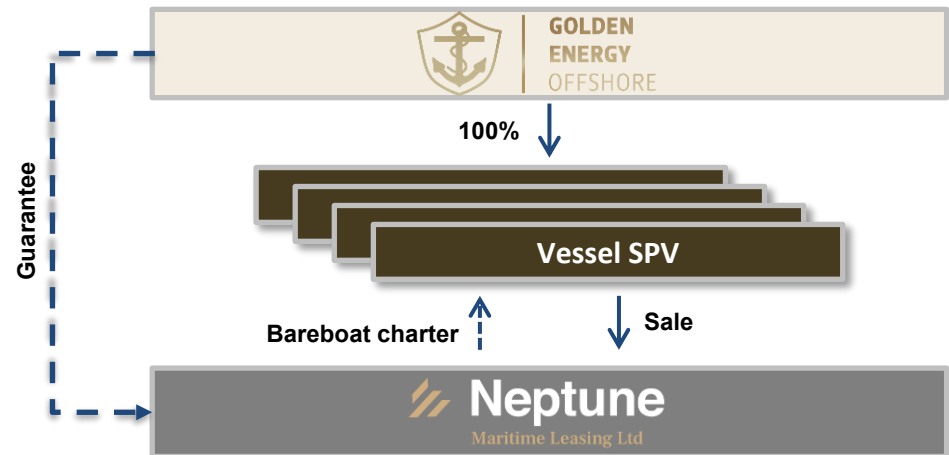 GOLDEN
ENERGY
OFFSHORE
100%
Guarantee
Vessel SPV
Bareboat charter
Sale
Neptune
Maritime Leasing Ltd